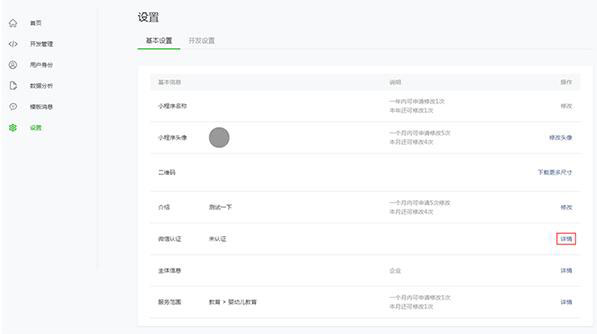 设置
首页
开发管理
用户身份
数据分析
模板消息
设置
基本设置 开发设置
基本信息 说明 操作
小程序名称 一年内可申请修改1次 修改
本年还可修改1次
小程序头像 一个月内可申请修改5次 修改头像
本月还可修改4次
二维码 下载更多尺寸
介绍 测试一下 一个月内可申请5次修改 修改
本月还可修改4次
微信认证 未认证 详情
主体信息 企业 详情
服务范围 教育 > 婴幼儿教育 一个月内可修改1次 详情
本月还可修改1次